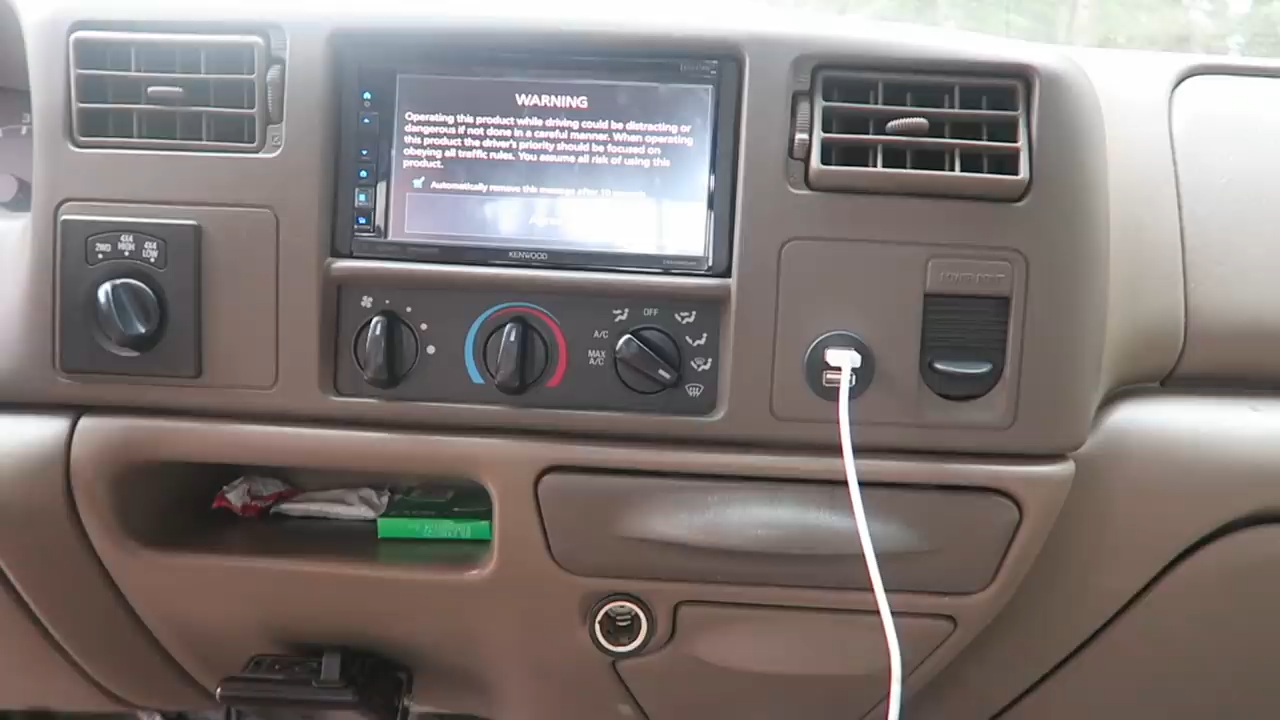 WARNING
Operating this product while driving could be distracting or
dangerous if not done in a careful manner. When operating
this product the driver's priority should be focused on
obeying all traffic rules. You assume all risk of using this
product.
Automatically remove this message after 10 seconds
Agree
KENWOOD
2WD
4X4
HIGH
4X4
LOW
OFF
A/C
MAX
A/C